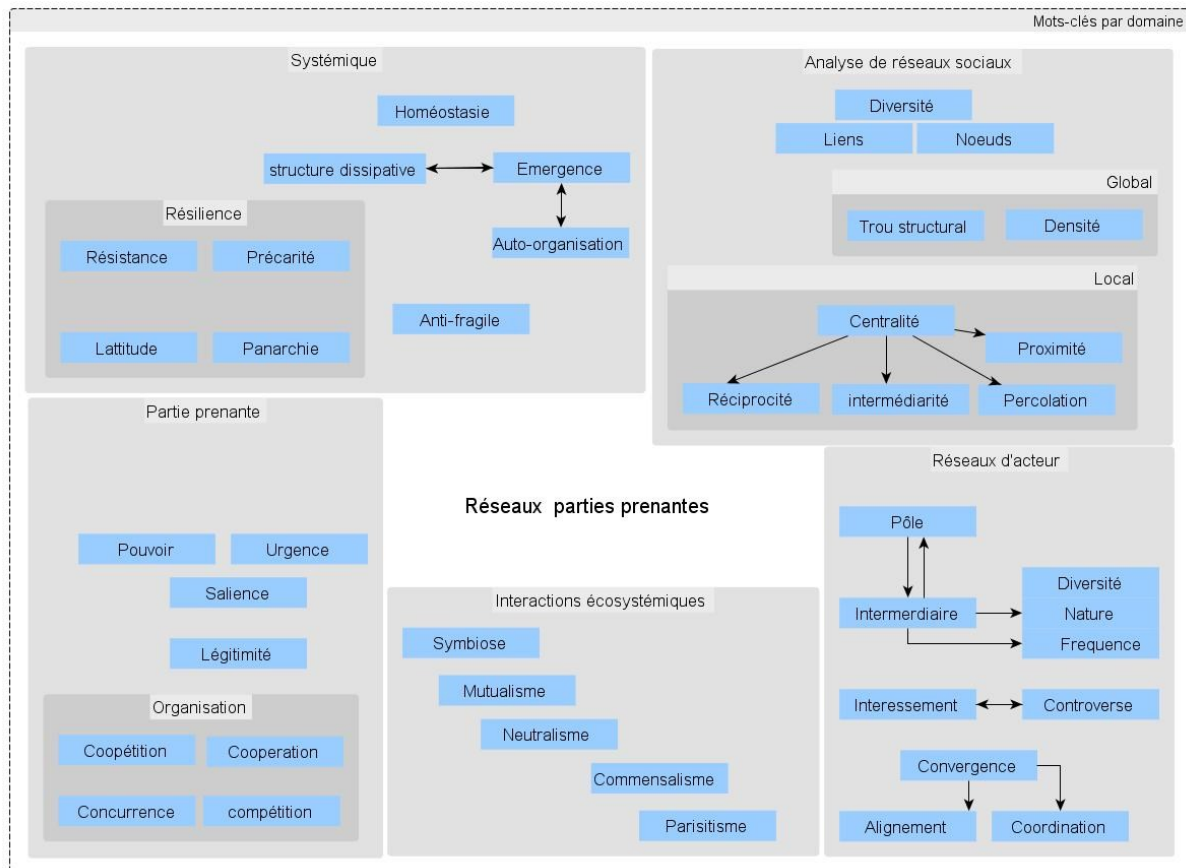 Mots-clés par domaine
Systémique
Homéostasie
structure dissipative
Emergence
Auto-organisation
Résilience
Résistance
Précarité
Lattitude
Panarchie
Anti-fragile
Analyse de réseaux sociaux
Diversité
Liens
Noeuds
Global
Trou structural
Densité
Local
Centralité
Proximité
Réciprocité
intermédiarité
Percolation
Partie prenante
Pouvoir
Urgence
Salience
Légitimité
Organisation
Coopétition
Cooperation
Concurrence
compétition
Réseaux parties prenantes
Interactions écosystémiques
Symbiose
Mutualisme
Neutralisme
Commensalisme
Parisitisme
Réseaux d'acteur
Pôle
Intermerdiaire
Diversité
Nature
Frequence
Interessement
Controverse
Convergence
Alignement
Coordination